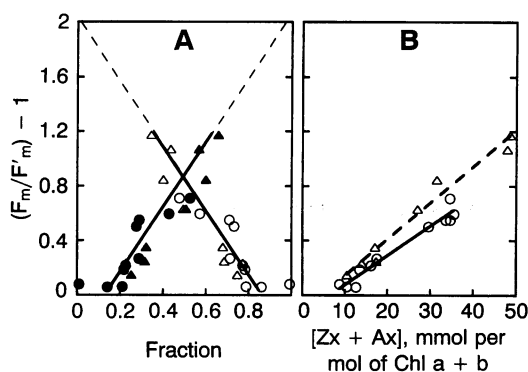 A
B
(Fm/F'm) – 1
2
1.6
1.2
0.8
0.4
0
0 0.2 0.4 0.6 0.8
0 10 20 30 40 50
Fraction
[Zx + Ax], mmol per
mol of Chl a + b